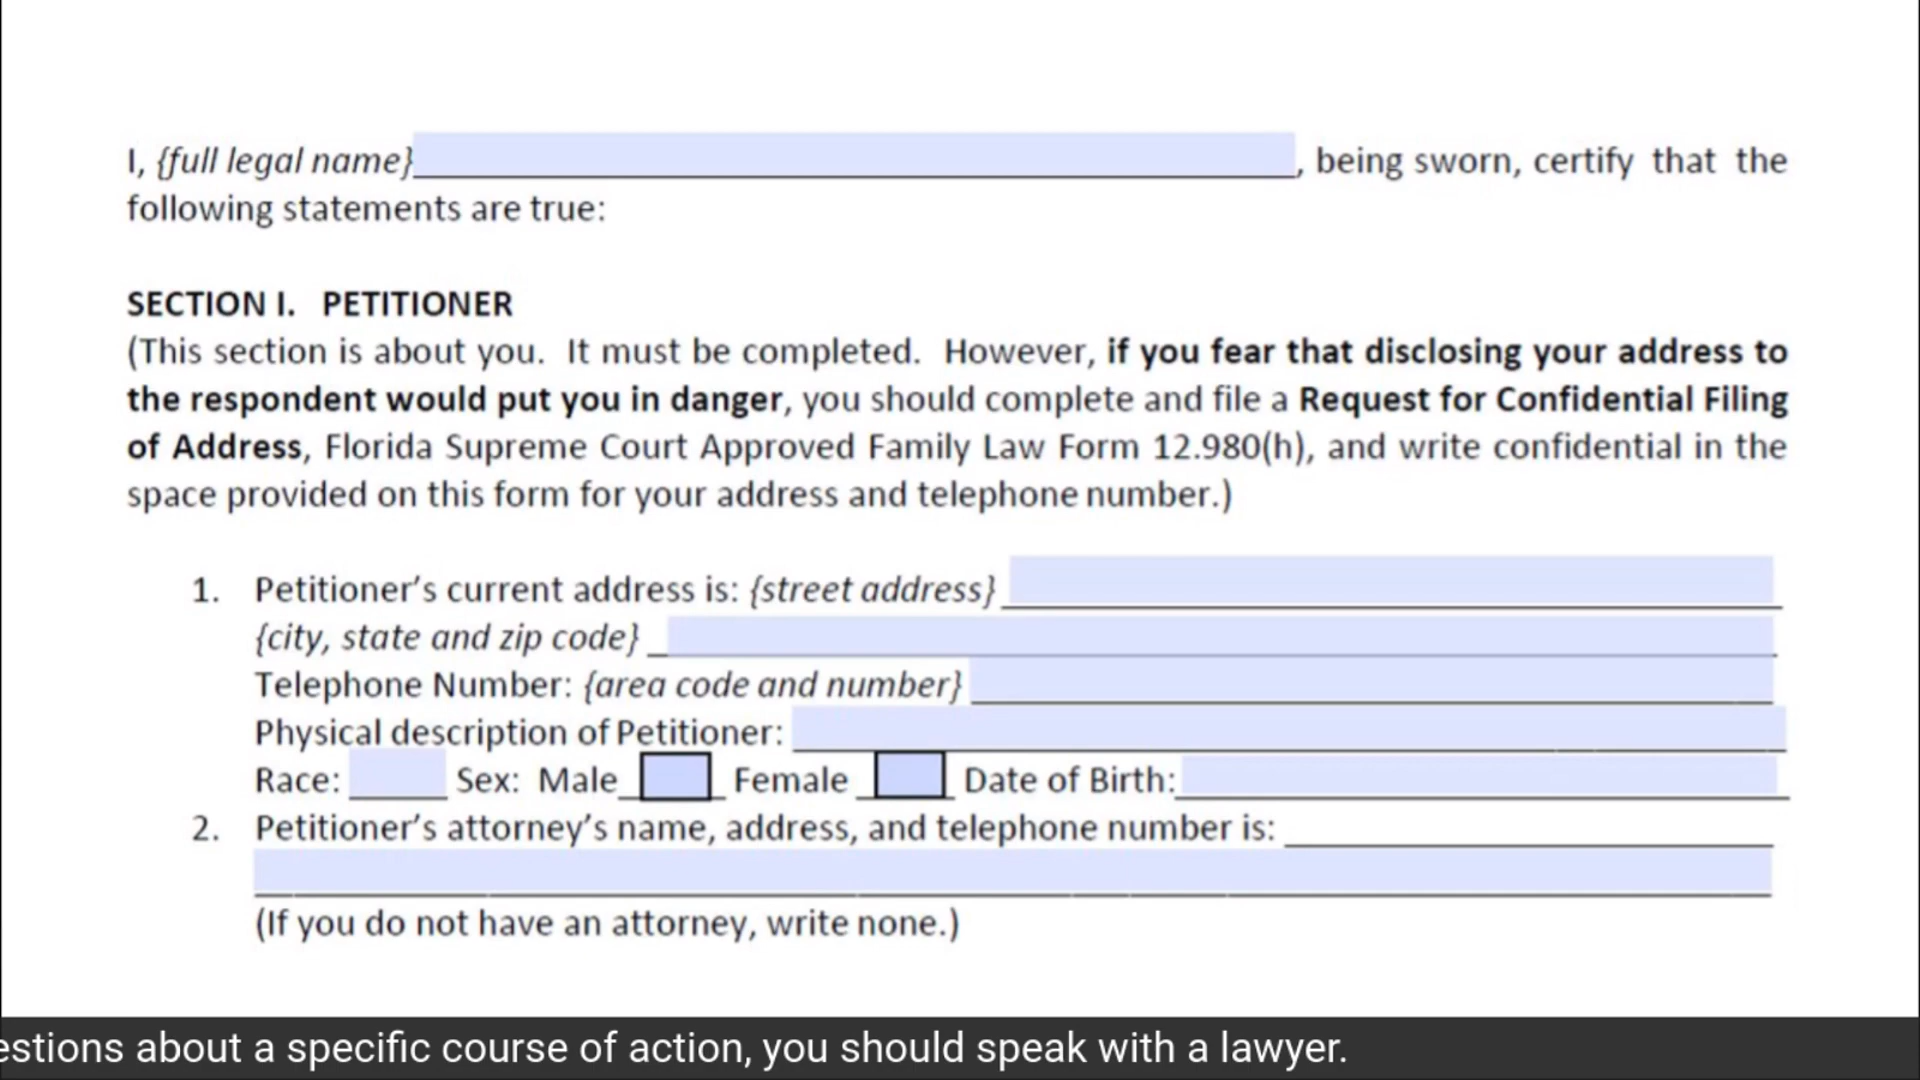 I, {full legal name}, being sworn, certify that the
following statements are true:
SECTION I. PETITIONER
(This section is about you. It must be completed. However, if you fear that disclosing your address to
the respondent would put you in danger, you should complete and file a Request for Confidential Filing
of Address, Florida Supreme Court Approved Family Law Form 12.980(h), and write confidential in the
space provided on this form for your address and telephone number.)
1. Petitioner's current address is: {street address}
{city, state and zip code}
Telephone Number: {area code and number}
Physical description of Petitioner:
Race: Sex: Male Female Date of Birth:
2. Petitioner's attorney's name, address, and telephone number is:
(If you do not have an attorney, write none.)
about a specific course of action, you should speak with a lawyer.